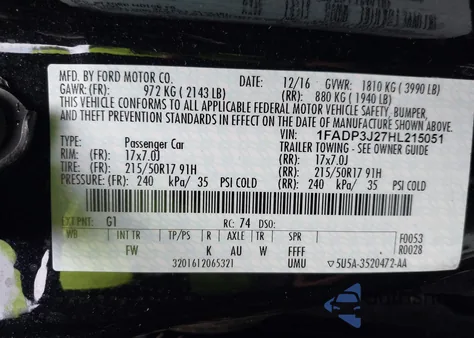 MFD. BY FORD MOTOR CO. 12/16 GVWR: 1810 KG ( 3990 LB)
GAWR: (FR): 972 KG ( 2143 LB) (RR): 880 KG ( 1940 LB)
THIS VEHICLE CONFORMS TO ALL APPLICABLE FEDERAL MOTOR VEHICLE SAFETY, BUMPER,
AND THEFT PREVENTION STANDARDS IN EFFECT ON THE DATE OF MANUFACTURE SHOWN ABOVE.
VIN: 1FADP3J27HL215051
TYPE: Passenger Car TRAILER TOWING - SEE OWNER GUIDE
RIM: (FR): 17x7.0J (RR): 17x7.0J
TIRE: (FR): 215/50R17 91H (RR): 215/50R17 91H
PRESSURE: (FR): 240 kPa/ 35 PSI COLD (RR): 240 kPa/ 35 PSI COLD
EXT PNT: G1 RC: 74 DSO:
WB INT TR TP/PS R AXLE TR SPR F0053
FW K AU W FFFF R0028
3201612065321 UMU 5U5A-3520472-AA